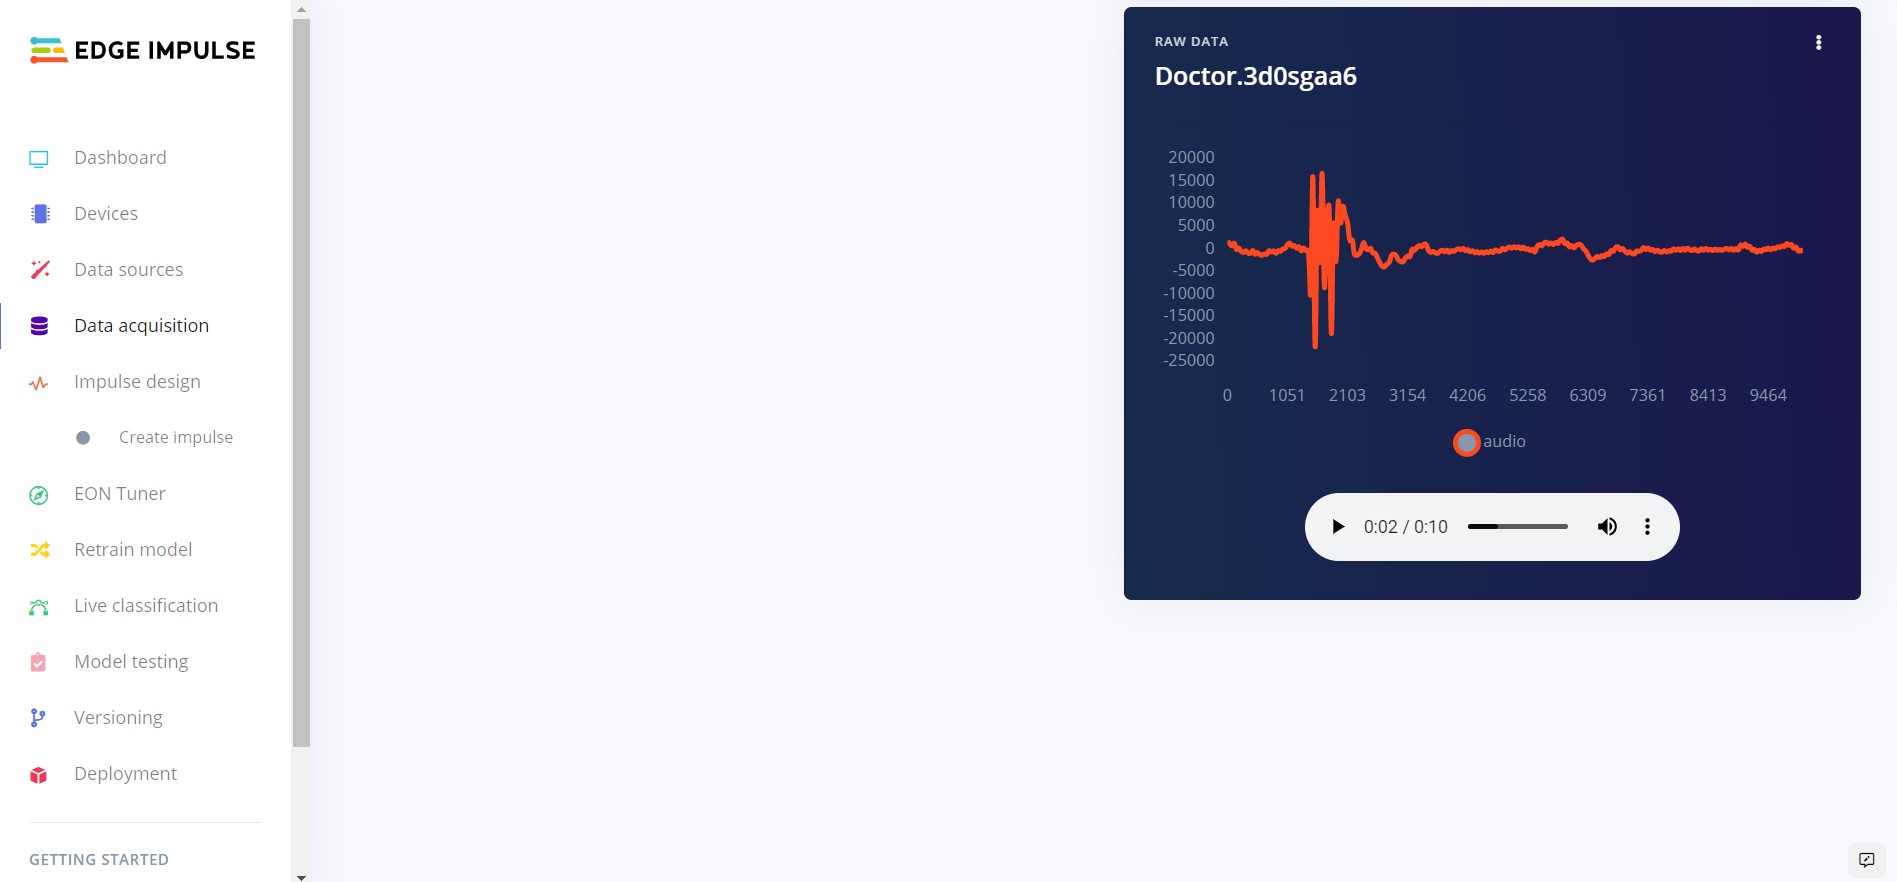 EDGE IMPULSE
Dashboard
Devices
Data sources
Data acquisition
Impulse design
Create impulse
EON Tuner
Retrain model
Live classification
Model testing
Versioning
Deployment
GETTING STARTED
RAW DATA
Doctor.3d0sgaa6
20000
15000
10000
5000
0
-5000
-10000
-15000
-20000
-25000
0 1051 2103 3154 4206 5258 6309 7361 8413 9464
audio
0:02 / 0:10